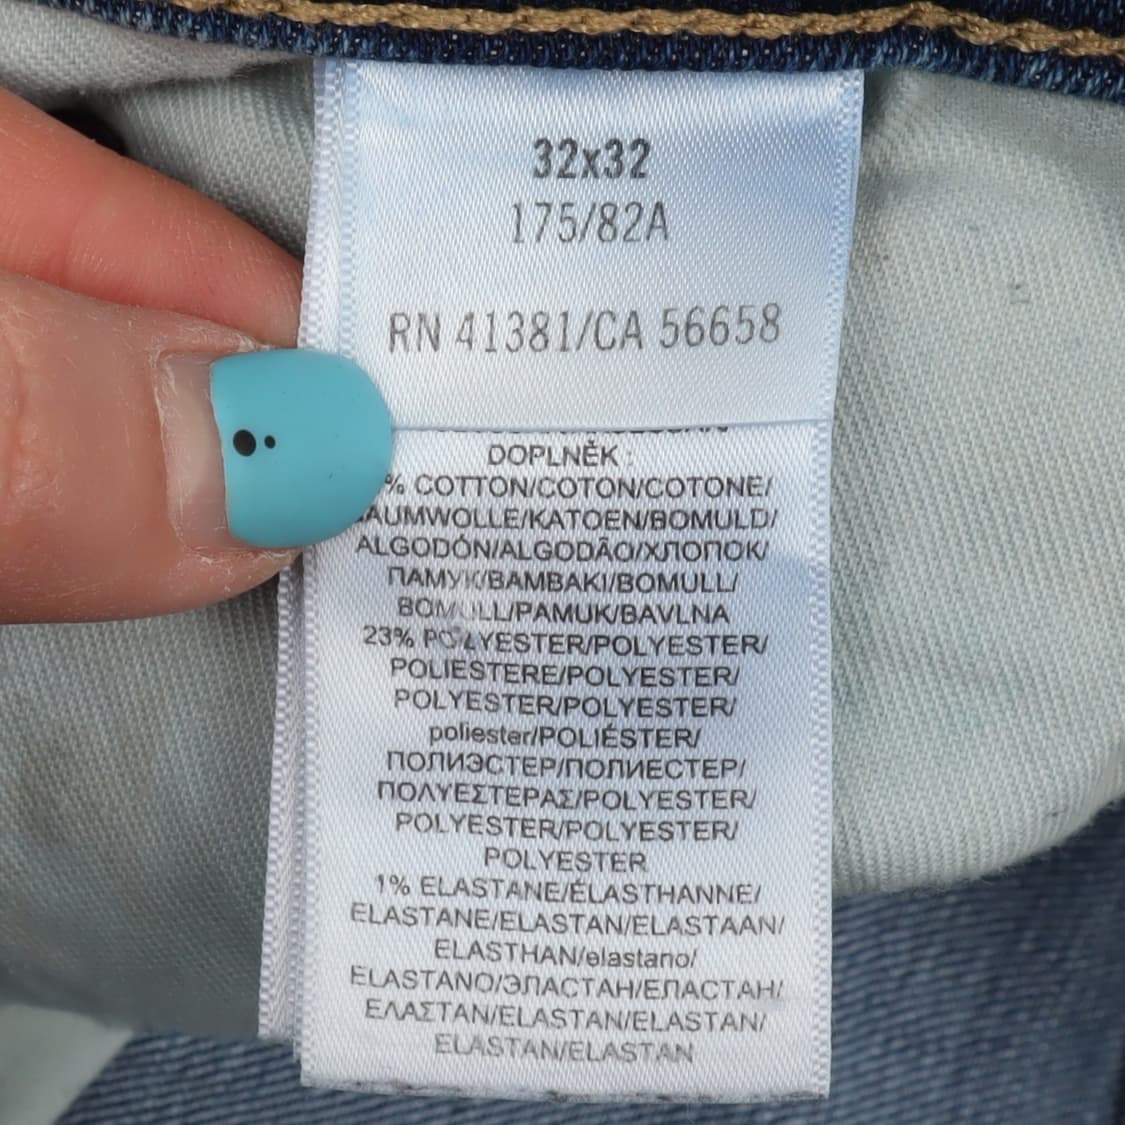 32x32
175/82A
RN 41381/CA 56658
DOPLNĚK :
% COTTON/COTON/COTONE/
BAUMWOLLE/KATOEN/BOMULD/
ALGODÓN/ALGODÃO/ХЛОПОК/
ПАМУК/ΒΑΜΒΑΚΙ/BOMULL/
BOMULL/PAMUK/BAVLNA
23% POLYESTER/POLYESTER/
POLIESTERE/POLYESTER/
POLYESTER/POLYESTER/
poliester/POLIÉSTER/
ПОЛИЭСТЕР/ПОЛИЕСТЕР/
ΠΟΛΥΕΣΤΕΡΑΣ/POLYESTER/
POLYESTER/POLYESTER/
POLYESTER
1% ELASTANE/ÉLASTHANNE/
ELASTANE/ELASTAN/ELASTAAN/
ELASTHAN/elastano/
ELASTANO/ЭЛАСТАН/ЕЛАСТАН/
ΕΛΑΣΤΑΝ/ELASTAN/ELASTAN/
ELASTAN/ELASTAN